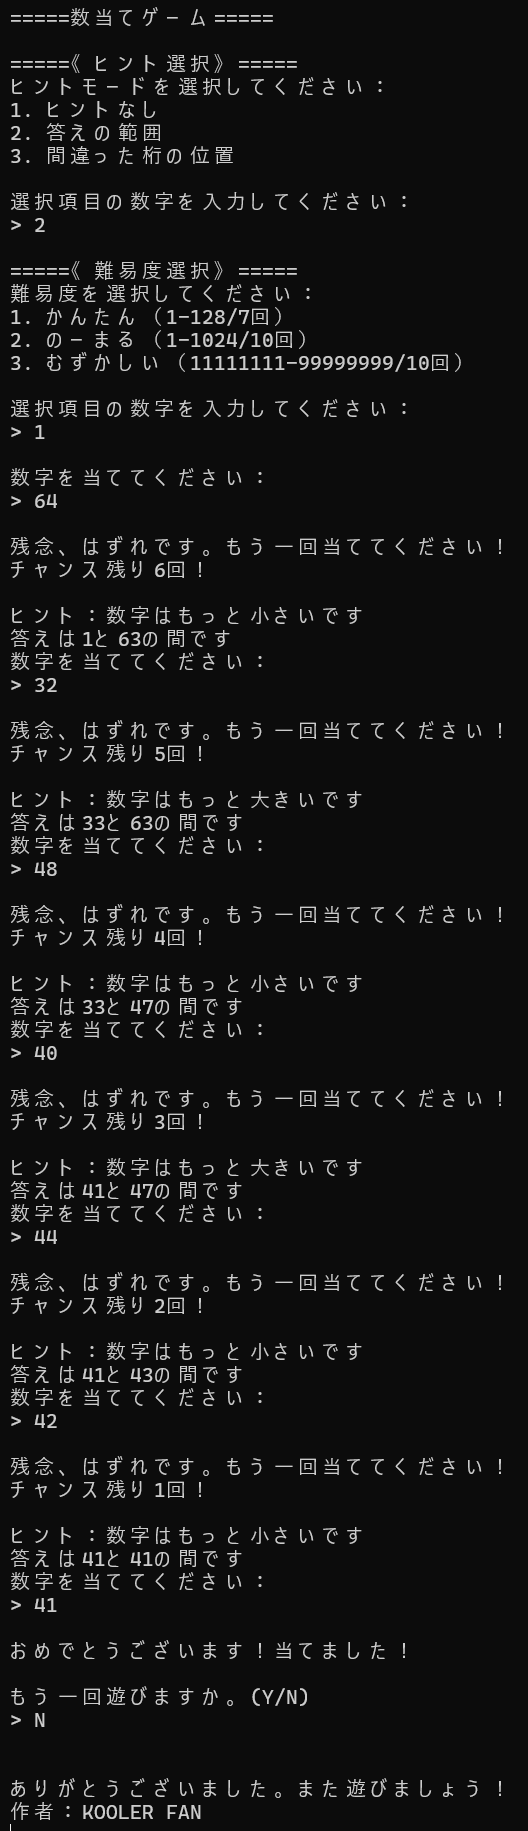 =====数当てゲーム=====
=====《ヒント選択》=====
ヒントモードを選択してください：
1. ヒントなし
2. 答えの範囲
3. 間違った桁の位置
選択項目の数字を入力してください：
> 2
=====《難易度選択》=====
難易度を選択してください：
1. かんたん（1-128/7回）
2. のーまる（1-1024/10回）
3. むずかしい（11111111-99999999/10回）
選択項目の数字を入力してください：
> 1
数字を当ててください：
> 64
残念、はずれです。もう一回当ててください！
チャンス残り6回！
ヒント：数字はもっと小さいです
答えは1と63の間です
数字を当ててください：
> 32
残念、はずれです。もう一回当ててください！
チャンス残り5回！
ヒント：数字はもっと大きいです
答えは33と63の間です
数字を当ててください：
> 48
残念、はずれです。もう一回当ててください！
チャンス残り4回！
ヒント：数字はもっと小さいです
答えは33と47の間です
数字を当ててください：
> 40
残念、はずれです。もう一回当ててください！
チャンス残り3回！
ヒント：数字はもっと大きいです
答えは41と47の間です
数字を当ててください：
> 44
残念、はずれです。もう一回当ててください！
チャンス残り2回！
ヒント：数字はもっと小さいです
答えは41と43の間です
数字を当ててください：
> 42
残念、はずれです。もう一回当ててください！
チャンス残り1回！
ヒント：数字はもっと小さいです
答えは41と41の間です
数字を当ててください：
> 41
おめでとうございます！当てました！
もう一回遊びますか。(Y/N)
> N
ありがとうございました。また遊びましょう！
作者：KOOLER FAN